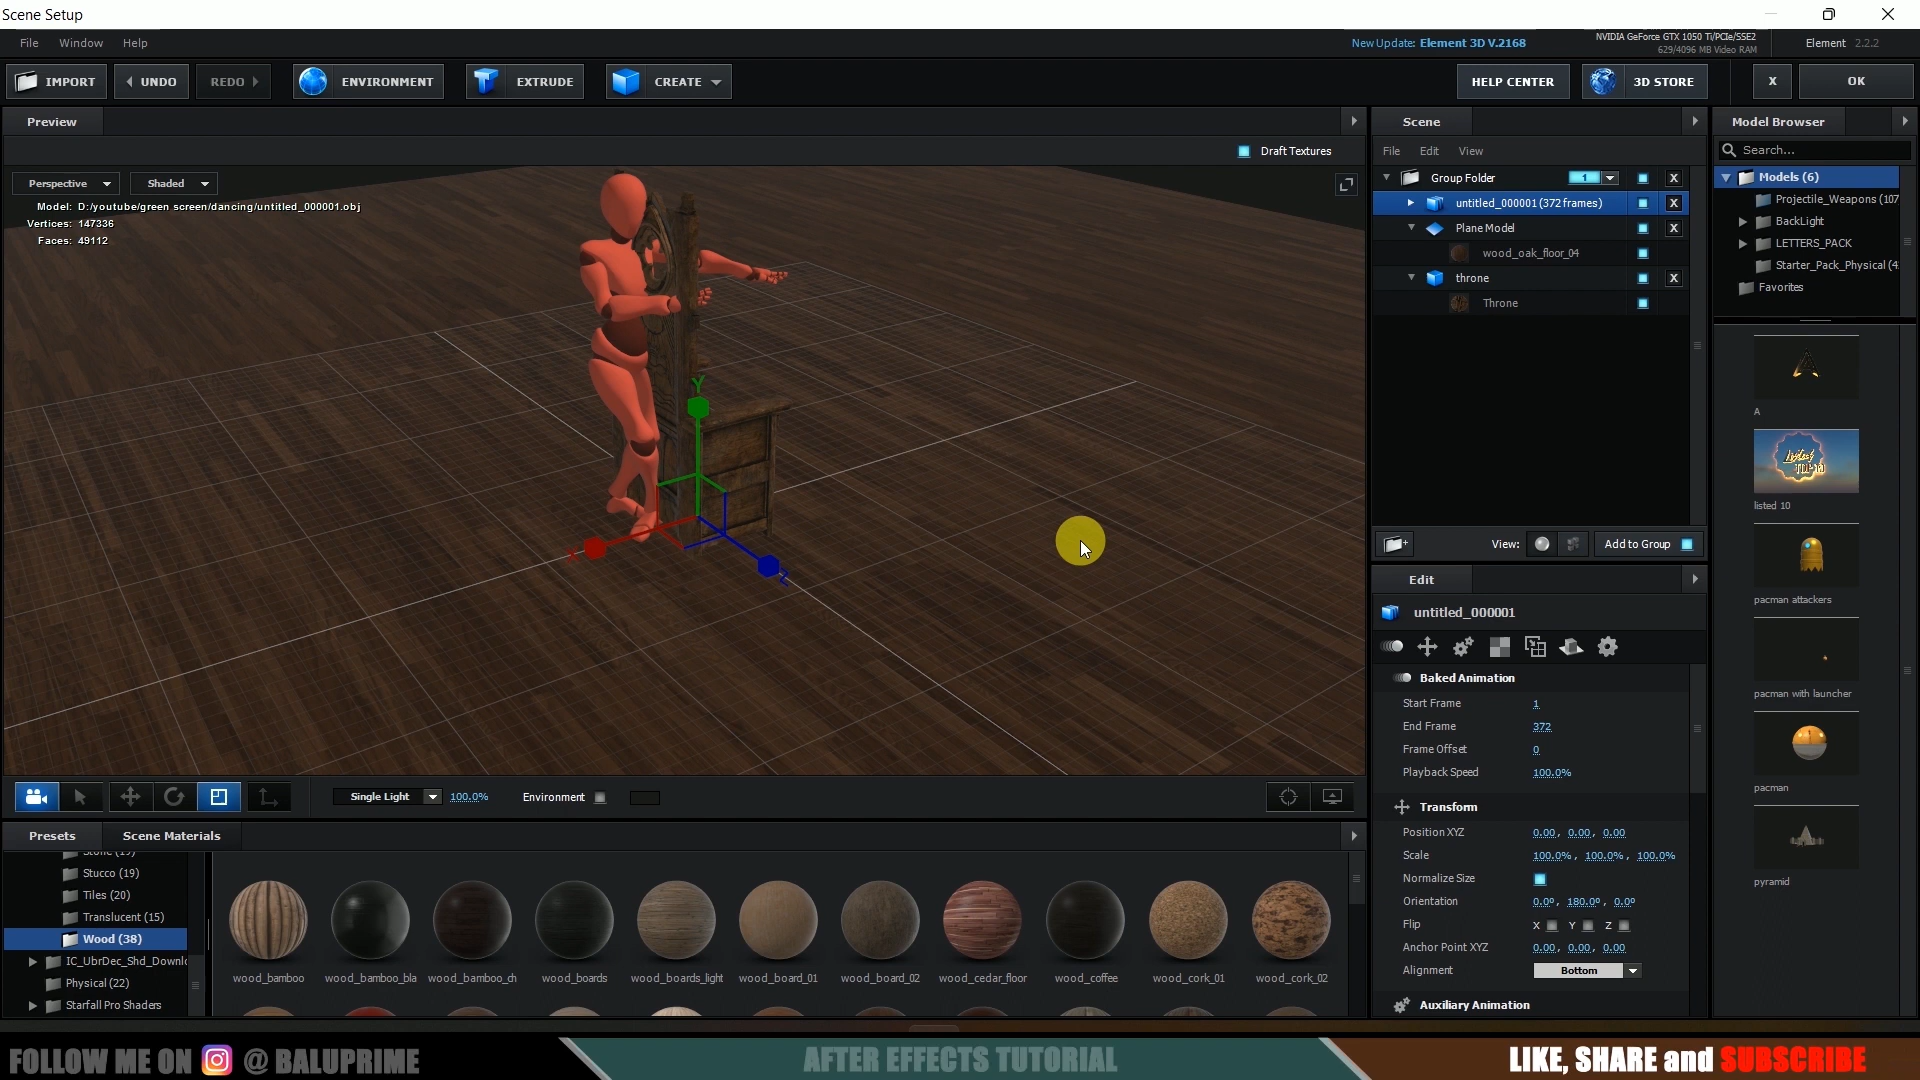 Scene Setup
File Window Help
New Update: Element 3D V.2168
NVIDIA GeForce GTX 1050 Ti/PCIe/SSE2
629/4096 MB Video RAM
Element 2.2.2
IMPORT UNDO REDO ENVIRONMENT EXTRUDE CREATE HELP CENTER 3D STORE X OK
Preview
Draft Textures
Perspective Shaded
Model: D:/youtube/green screen/dancing/untitled_000001.obj
Vertices: 147336
Faces: 49112
Y
X
Z
Single Light 100.0% Environment
Scene
File Edit View
Group Folder 1 X
untitled_000001 (372 frames) X
Plane Model X
wood_oak_floor_04
throne X
Throne
View: Add to Group
Edit
untitled_000001
Baked Animation
Start Frame 1
End Frame 372
Frame Offset 0
Playback Speed 100.0%
Transform
Position XYZ 0.00, 0.00, 0.00
Scale 100.0%, 100.0%, 100.0%
Normalize Size
Orientation 0.0°, 180.0°, 0.0°
Flip X Y Z
Anchor Point XYZ 0.00, 0.00, 0.00
Alignment Bottom
Auxiliary Animation
Model Browser
Search...
Models (6)
Projectile_Weapons (107
BackLight
LETTERS_PACK
Starter_Pack_Physical (4
Favorites
A
listed 10
pacman attackers
pacman with launcher
pacman
pyramid
Presets Scene Materials
Stone (19)
Stucco (19)
Tiles (20)
Translucent (15)
Wood (38)
IC_UbrDec_Shd_Downlo
Physical (22)
Starfall Pro Shaders
wood_bamboo wood_bamboo_bla wood_bamboo_ch wood_boards wood_boards_light wood_board_01 wood_board_02 wood_cedar_floor wood_coffee wood_cork_01 wood_cork_02
FOLLOW ME ON @ BALUPRIME
AFTER EFFECTS TUTORIAL
LIKE, SHARE and SUBSCRIBE